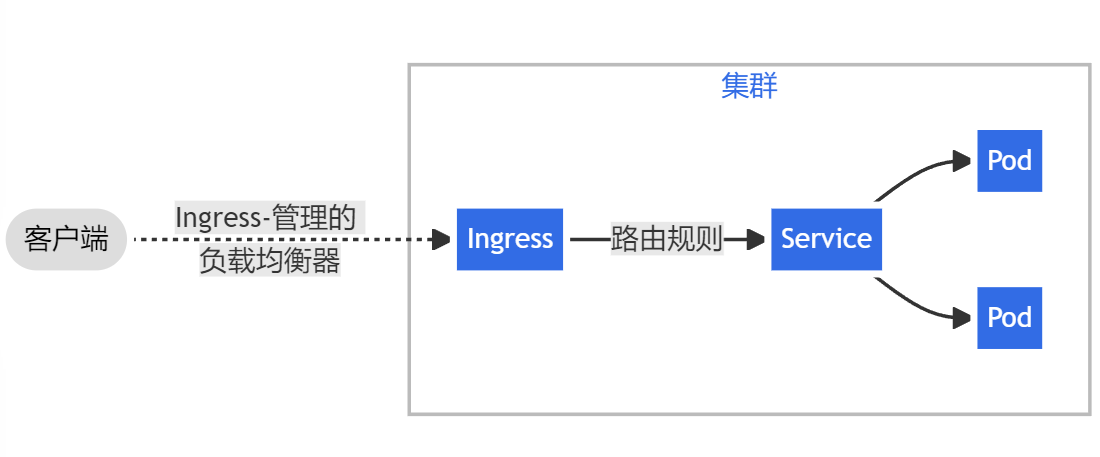 集群
客户端
Ingress-管理的
负载均衡器
Ingress
路由规则
Service
Pod
Pod